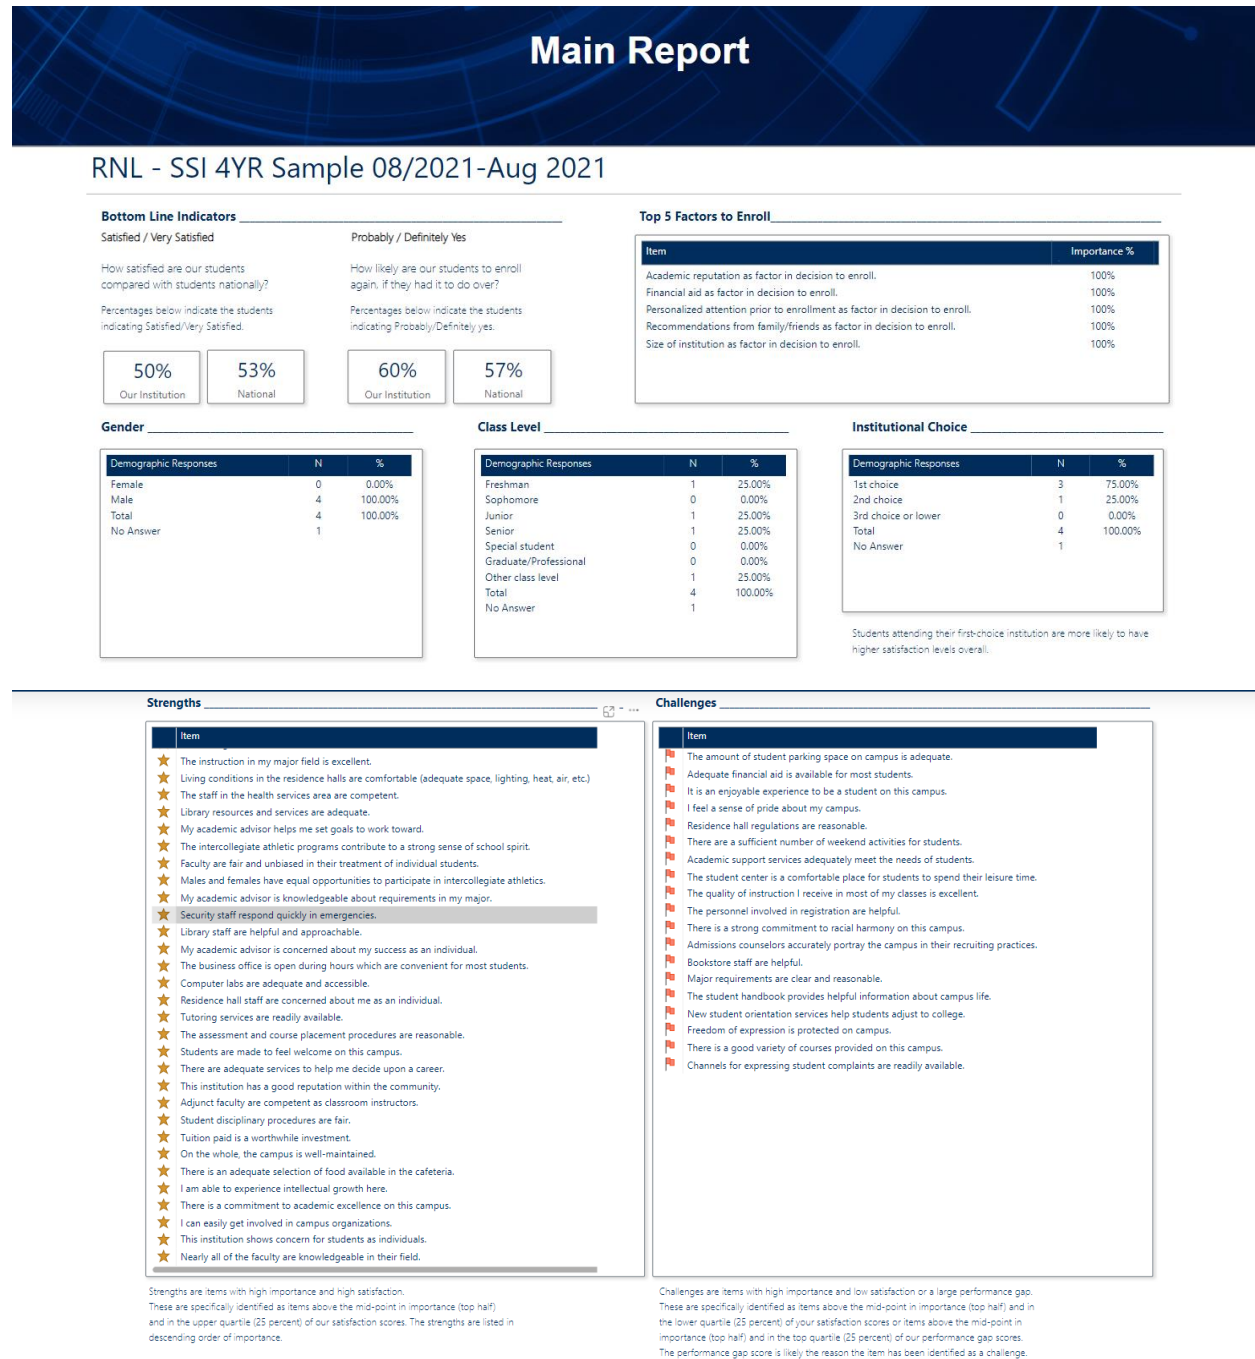 Main Report
RNL - SSI 4YR Sample 08/2021-Aug 2021
Bottom Line Indicators
Satisfied / Very Satisfied
How satisfied are our students
compared with students nationally?
Percentages below indicate the students
indicating Satisfied/Very Satisfied.
50%
Our Institution
53%
National
Probably / Definitely Yes
How likely are our students to enroll
again, if they had it to do over?
Percentages below indicate the students
indicating Probably/Definitely yes.
60%
Our Institution
57%
National
Top 5 Factors to Enroll
Item Importance %
Academic reputation as factor in decision to enroll. 100%
Financial aid as factor in decision to enroll. 100%
Personalized attention prior to enrollment as factor in decision to enroll. 100%
Recommendations from family/friends as factor in decision to enroll. 100%
Size of institution as factor in decision to enroll. 100%
Gender
Demographic Responses N %
Female 0 0.00%
Male 4 100.00%
Total 4 100.00%
No Answer 1
Class Level
Demographic Responses N %
Freshman 1 25.00%
Sophomore 0 0.00%
Junior 1 25.00%
Senior 1 25.00%
Special student 0 0.00%
Graduate/Professional 0 0.00%
Other class level 1 25.00%
Total 4 100.00%
No Answer 1
Institutional Choice
Demographic Responses N %
1st choice 3 75.00%
2nd choice 1 25.00%
3rd choice or lower 0 0.00%
Total 4 100.00%
No Answer 1
Students attending their first-choice institution are more likely to have
higher satisfaction levels overall.
Strengths
Item
The instruction in my major field is excellent.
Living conditions in the residence halls are comfortable (adequate space, lighting, heat, air, etc.)
The staff in the health services area are competent.
Library resources and services are adequate.
My academic advisor helps me set goals to work toward.
The intercollegiate athletic programs contribute to a strong sense of school spirit.
Faculty are fair and unbiased in their treatment of individual students.
Males and females have equal opportunities to participate in intercollegiate athletics.
My academic advisor is knowledgeable about requirements in my major.
Security staff respond quickly in emergencies.
Library staff are helpful and approachable.
My academic advisor is concerned about my success as an individual.
The business office is open during hours which are convenient for most students.
Computer labs are adequate and accessible.
Residence hall staff are concerned about me as an individual.
Tutoring services are readily available.
The assessment and course placement procedures are reasonable.
Students are made to feel welcome on this campus.
There are adequate services to help me decide upon a career.
This institution has a good reputation within the community.
Adjunct faculty are competent as classroom instructors.
Student disciplinary procedures are fair.
Tuition paid is a worthwhile investment.
On the whole, the campus is well-maintained.
There is an adequate selection of food available in the cafeteria.
I am able to experience intellectual growth here.
There is a commitment to academic excellence on this campus.
I can easily get involved in campus organizations.
This institution shows concern for students as individuals.
Nearly all of the faculty are knowledgeable in their field.
Strengths are items with high importance and high satisfaction.
These are specifically identified as items above the mid-point in importance (top half)
and in the upper quartile (25 percent) of our satisfaction scores. The strengths are listed in
descending order of importance.
Challenges
Item
The amount of student parking space on campus is adequate.
Adequate financial aid is available for most students.
It is an enjoyable experience to be a student on this campus.
I feel a sense of pride about my campus.
Residence hall regulations are reasonable.
There are a sufficient number of weekend activities for students.
Academic support services adequately meet the needs of students.
The student center is a comfortable place for students to spend their leisure time.
The quality of instruction I receive in most of my classes is excellent.
The personnel involved in registration are helpful.
There is a strong commitment to racial harmony on this campus.
Admissions counselors accurately portray the campus in their recruiting practices.
Bookstore staff are helpful.
Major requirements are clear and reasonable.
The student handbook provides helpful information about campus life.
New student orientation services help students adjust to college.
Freedom of expression is protected on campus.
There is a good variety of courses provided on this campus.
Channels for expressing student complaints are readily available.
Challenges are items with high importance and low satisfaction or a large performance gap.
These are specifically identified as items above the mid-point in importance (top half) and in
the lower quartile (25 percent) of your satisfaction scores or items above the mid-point in
importance (top half) and in the top quartile (25 percent) of our performance gap scores.
The performance gap score is likely the reason the item has been identified as a challenge.